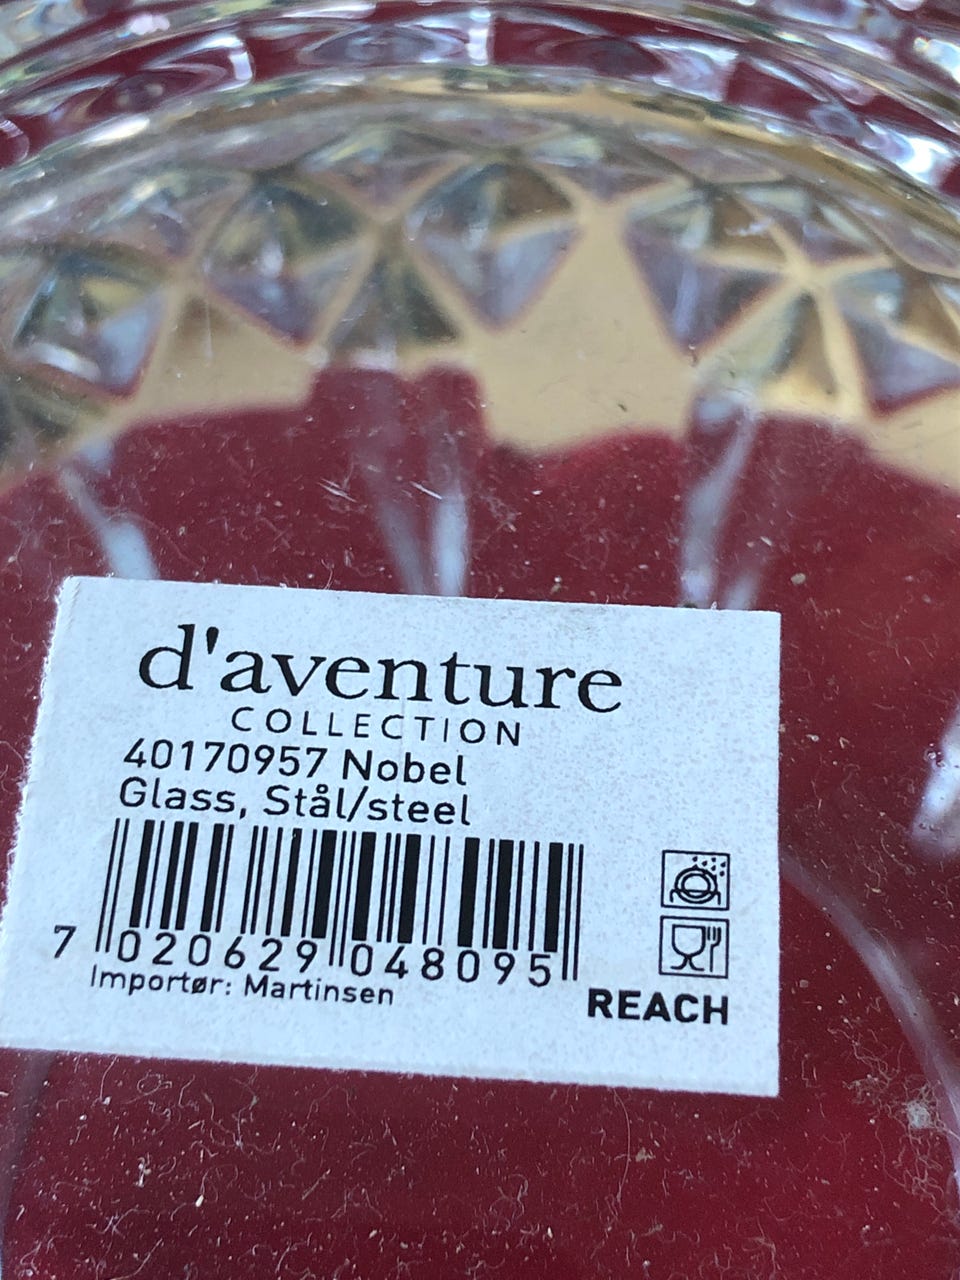 d'aventure
COLLECTION
40170957 Nobel
Glass, Stål/steel
7 020629 048095
Importør: Martinsen
REACH